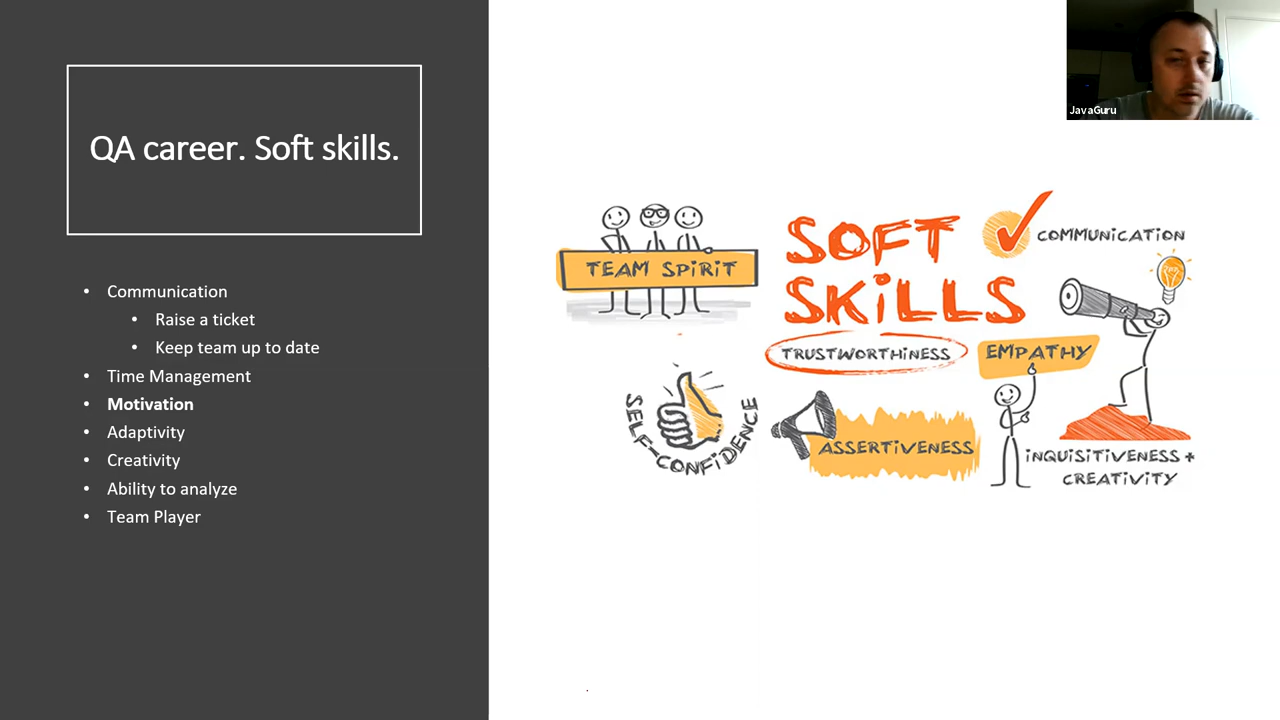 QA career. Soft skills.
• Communication
• Raise a ticket
• Keep team up to date
• Time Management
• Motivation
• Adaptivity
• Creativity
• Ability to analyze
• Team Player
JavaGuru
TEAM SPIRIT
SOFT
SKILLS
COMMUNICATION
TRUSTWORTHINESS
EMPATHY
SELF-CONFIDENCE
ASSERTIVENESS
INQUISITIVENESS +
CREATIVITY